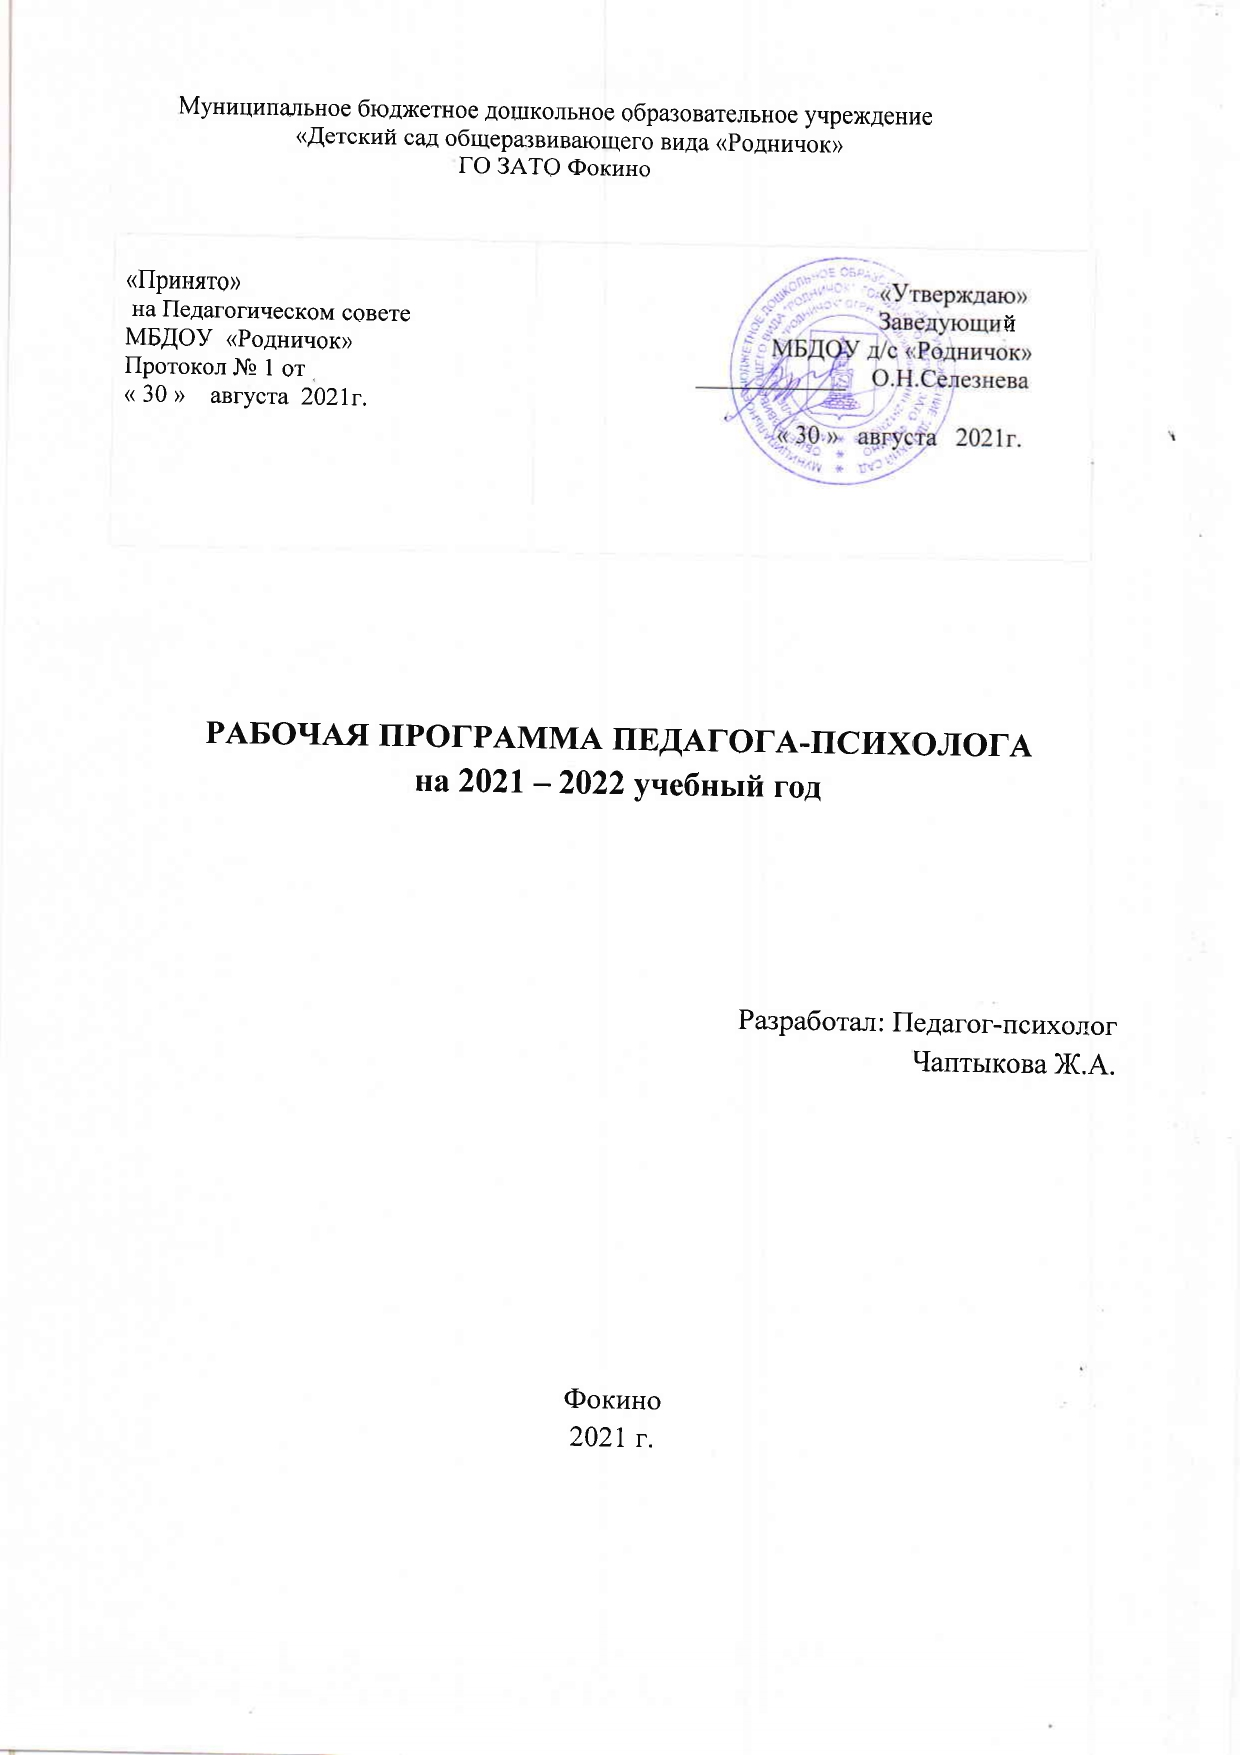 Муниципальное бюджетное дошкольное образовательное учреждение
«Детский сад общеразвивающего вида «Родничок»
ГО ЗАТО Фокино
«Принято»
на Педагогическом совете
МБДОУ «Родничок»
Протокол № 1 от
« 30 » августа 2021г.
«Утверждаю»
Заведующий
МБДОУ д/с «Родничок»
О.Н.Селезнева
« 30 » августа 2021г.
РАБОЧАЯ ПРОГРАММА ПЕДАГОГА-ПСИХОЛОГА
на 2021 – 2022 учебный год
Разработал: Педагог-психолог
Чаптыкова Ж.А.
Фокино
2021 г.